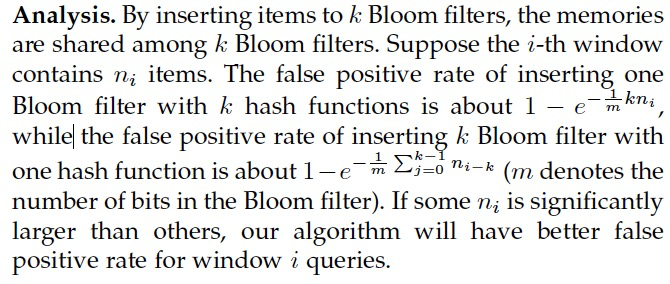 Analysis. By inserting items to k Bloom filters, the memories
are shared among k Bloom filters. Suppose the i-th window
contains n_i items. The false positive rate of inserting one
Bloom filter with k hash functions is about 1 − e^{−\frac{1}{m}kn_i},
while the false positive rate of inserting k Bloom filter with
one hash function is about 1−e^{−\frac{1}{m}\sum_{j=0}^{k−1} n_{i−k}} (m denotes the
number of bits in the Bloom filter). If some n_i is significantly
larger than others, our algorithm will have better false
positive rate for window i queries.